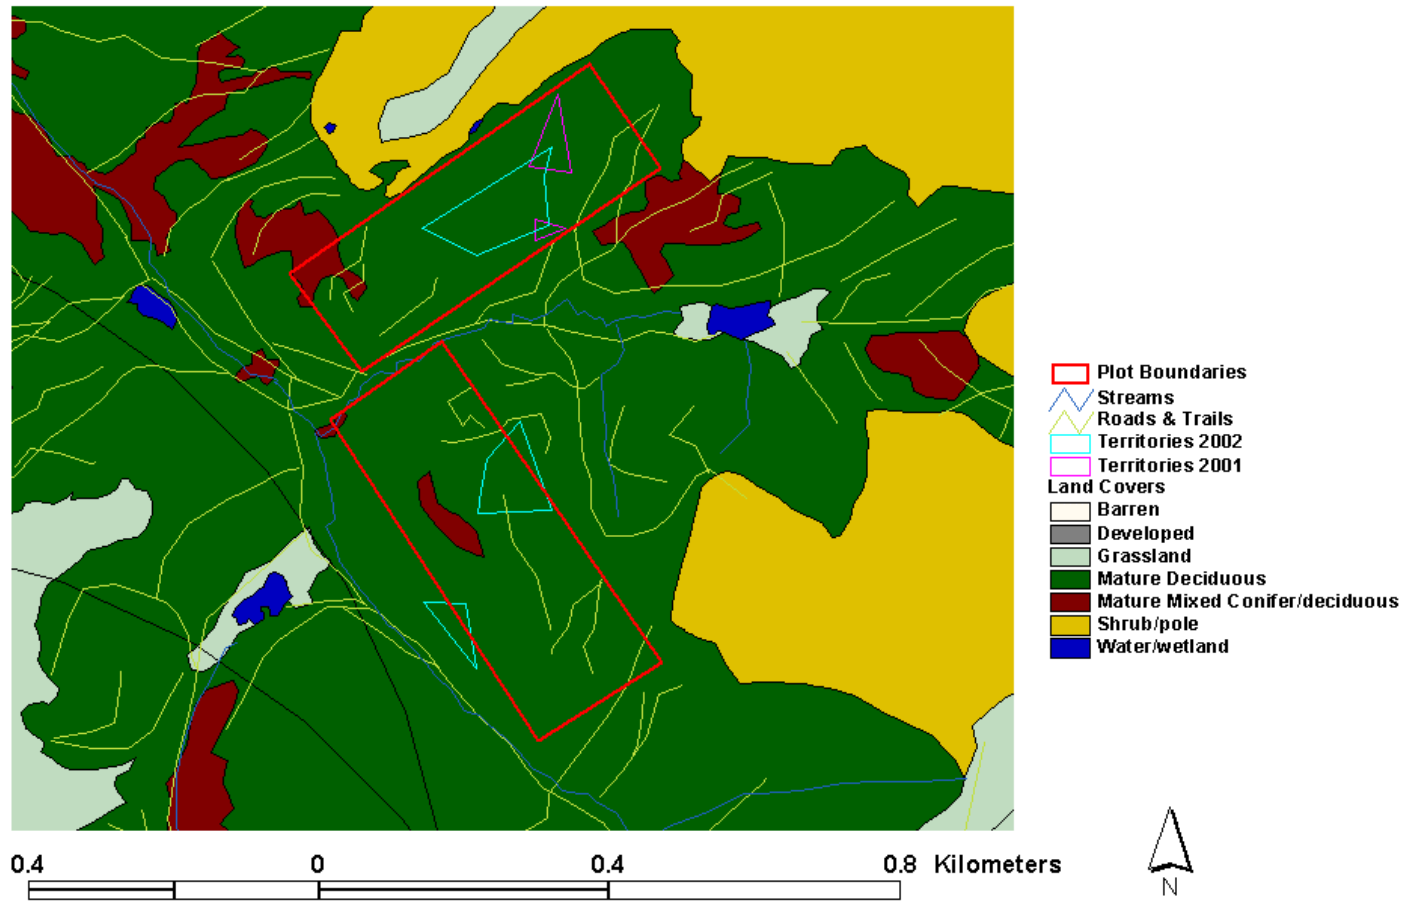 Plot Boundaries
Streams
Roads & Trails
Territories 2002
Territories 2001
Land Covers
Barren
Developed
Grassland
Mature Deciduous
Mature Mixed Conifer/deciduous
Shrub/pole
Water/wetland
0.4 0 0.4 0.8 Kilometers
N